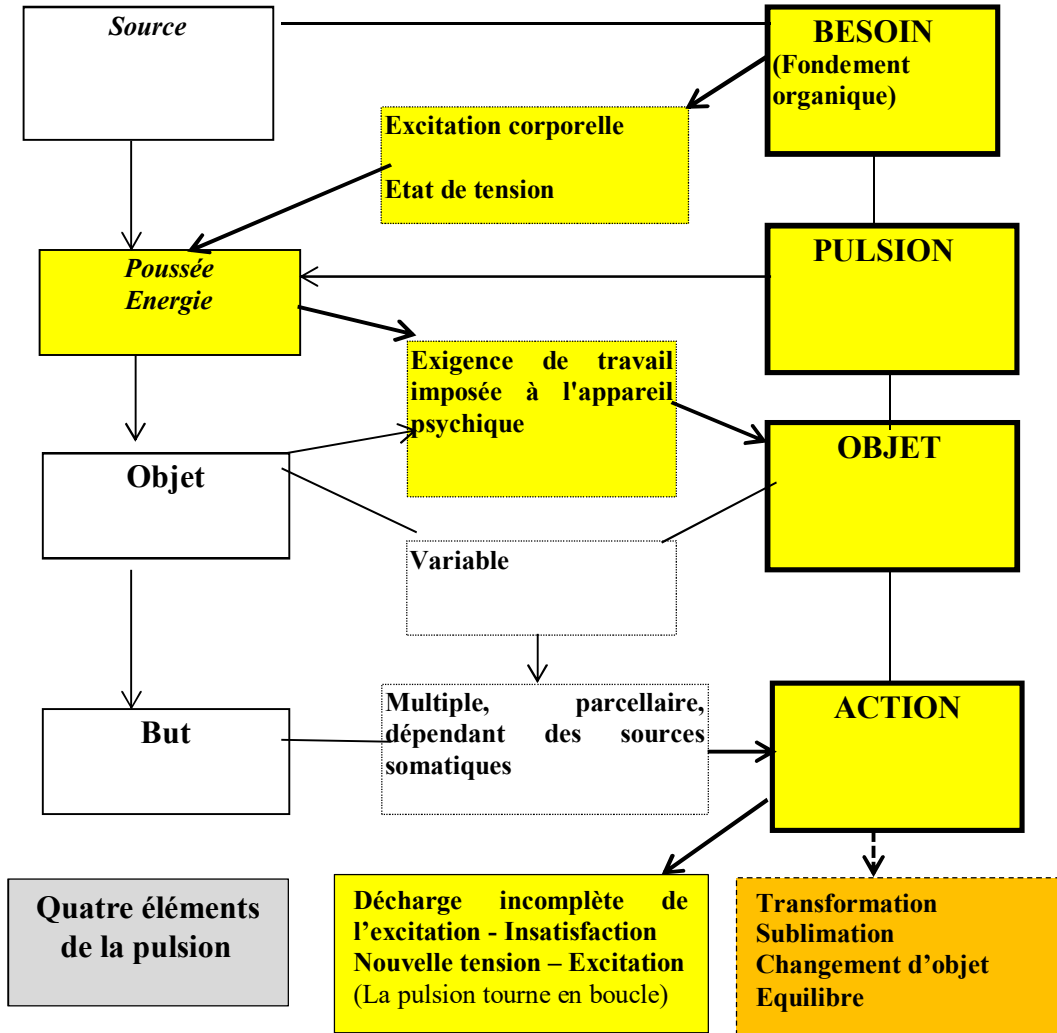 Source
BESOIN
(Fondement
organique)
Excitation corporelle
Etat de tension
Poussée
Energie
PULSION
Exigence de travail
imposée à l'appareil
psychique
Objet
OBJET
Variable
But
Multiple, parcellaire,
dépendant des sources
somatiques
ACTION
Quatre éléments
de la pulsion
Décharge incomplète de
l’excitation - Insatisfaction
Nouvelle tension – Excitation
(La pulsion tourne en boucle)
Transformation
Sublimation
Changement d’objet
Equilibre